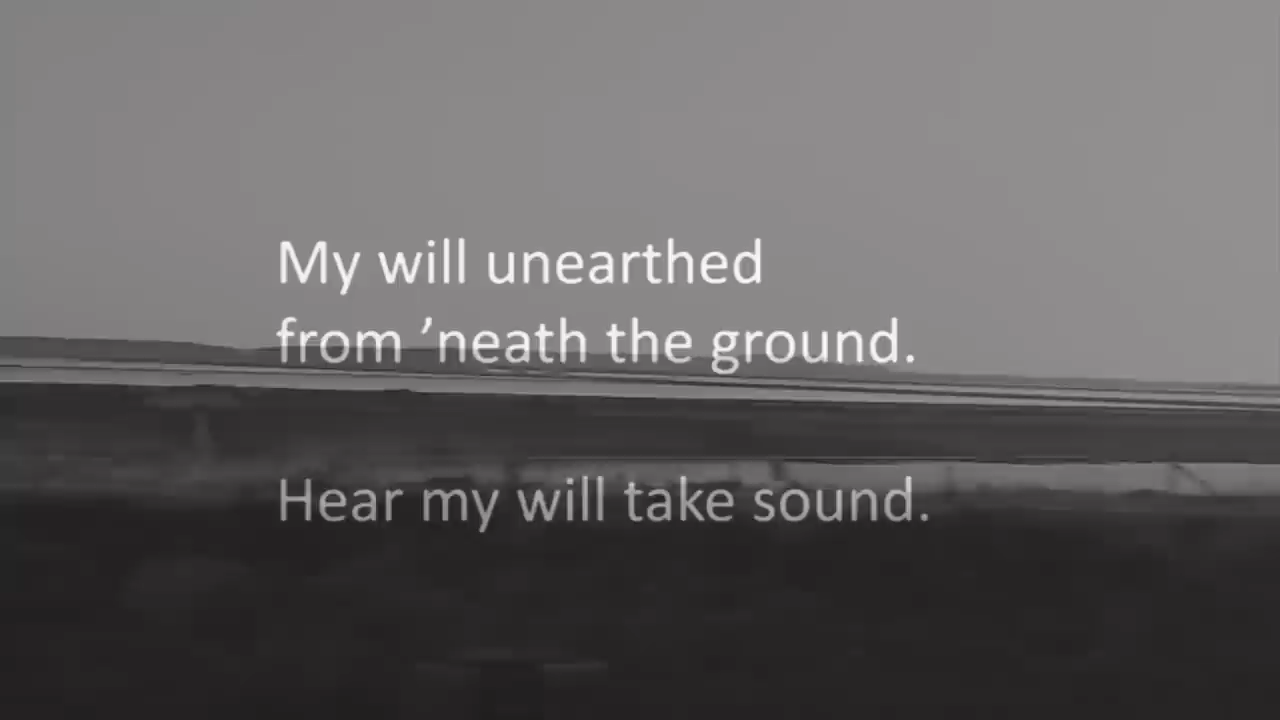 My will unearthed
from ’neath the ground.
Hear my will take sound.